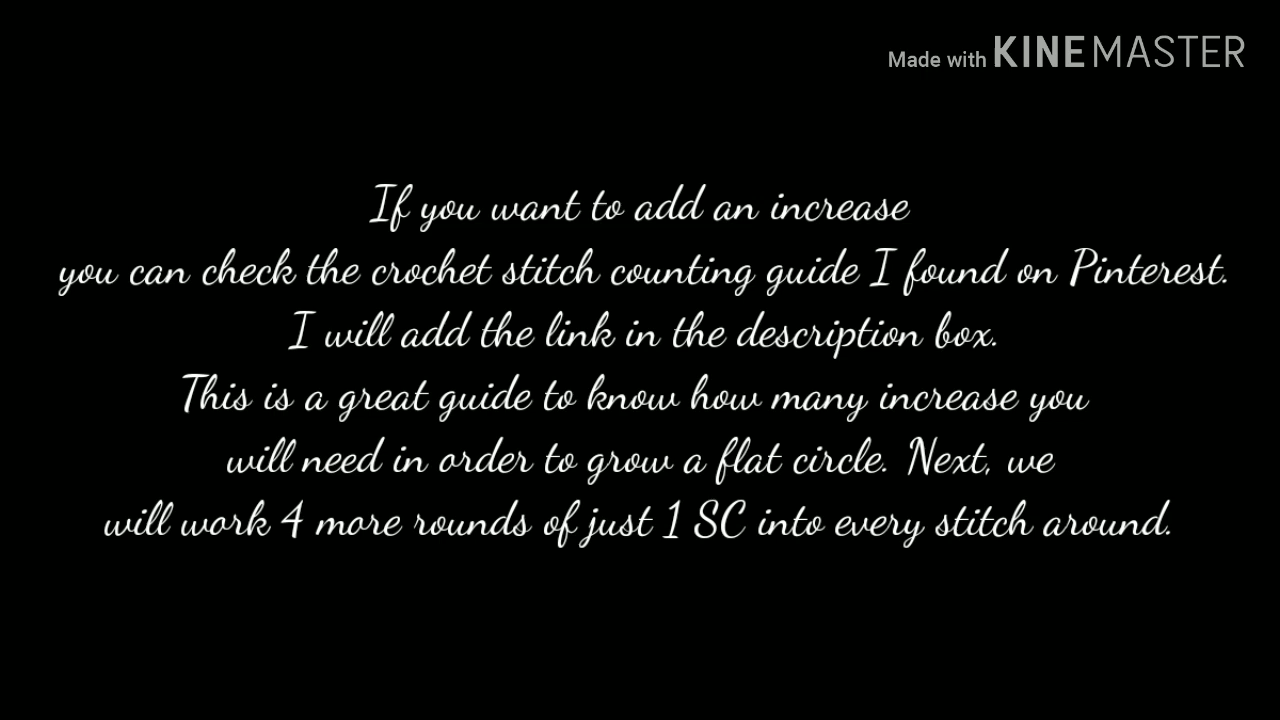 Made with KINEMASTER
If you want to add an increase
you can check the crochet stitch counting guide I found on Pinterest.
I will add the link in the description box.
This is a great guide to know how many increase you
will need in order to grow a flat circle. Next, we
will work 4 more rounds of just 1 SC into every stitch around.